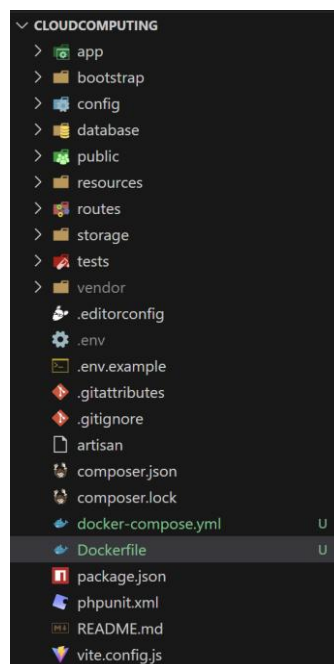 CLOUDCOMPUTING
app
bootstrap
config
database
public
resources
routes
storage
tests
vendor
.editorconfig
.env
.env.example
.gitattributes
.gitignore
artisan
composer.json
composer.lock
docker-compose.yml U
Dockerfile U
package.json
phpunit.xml
README.md
vite.config.js